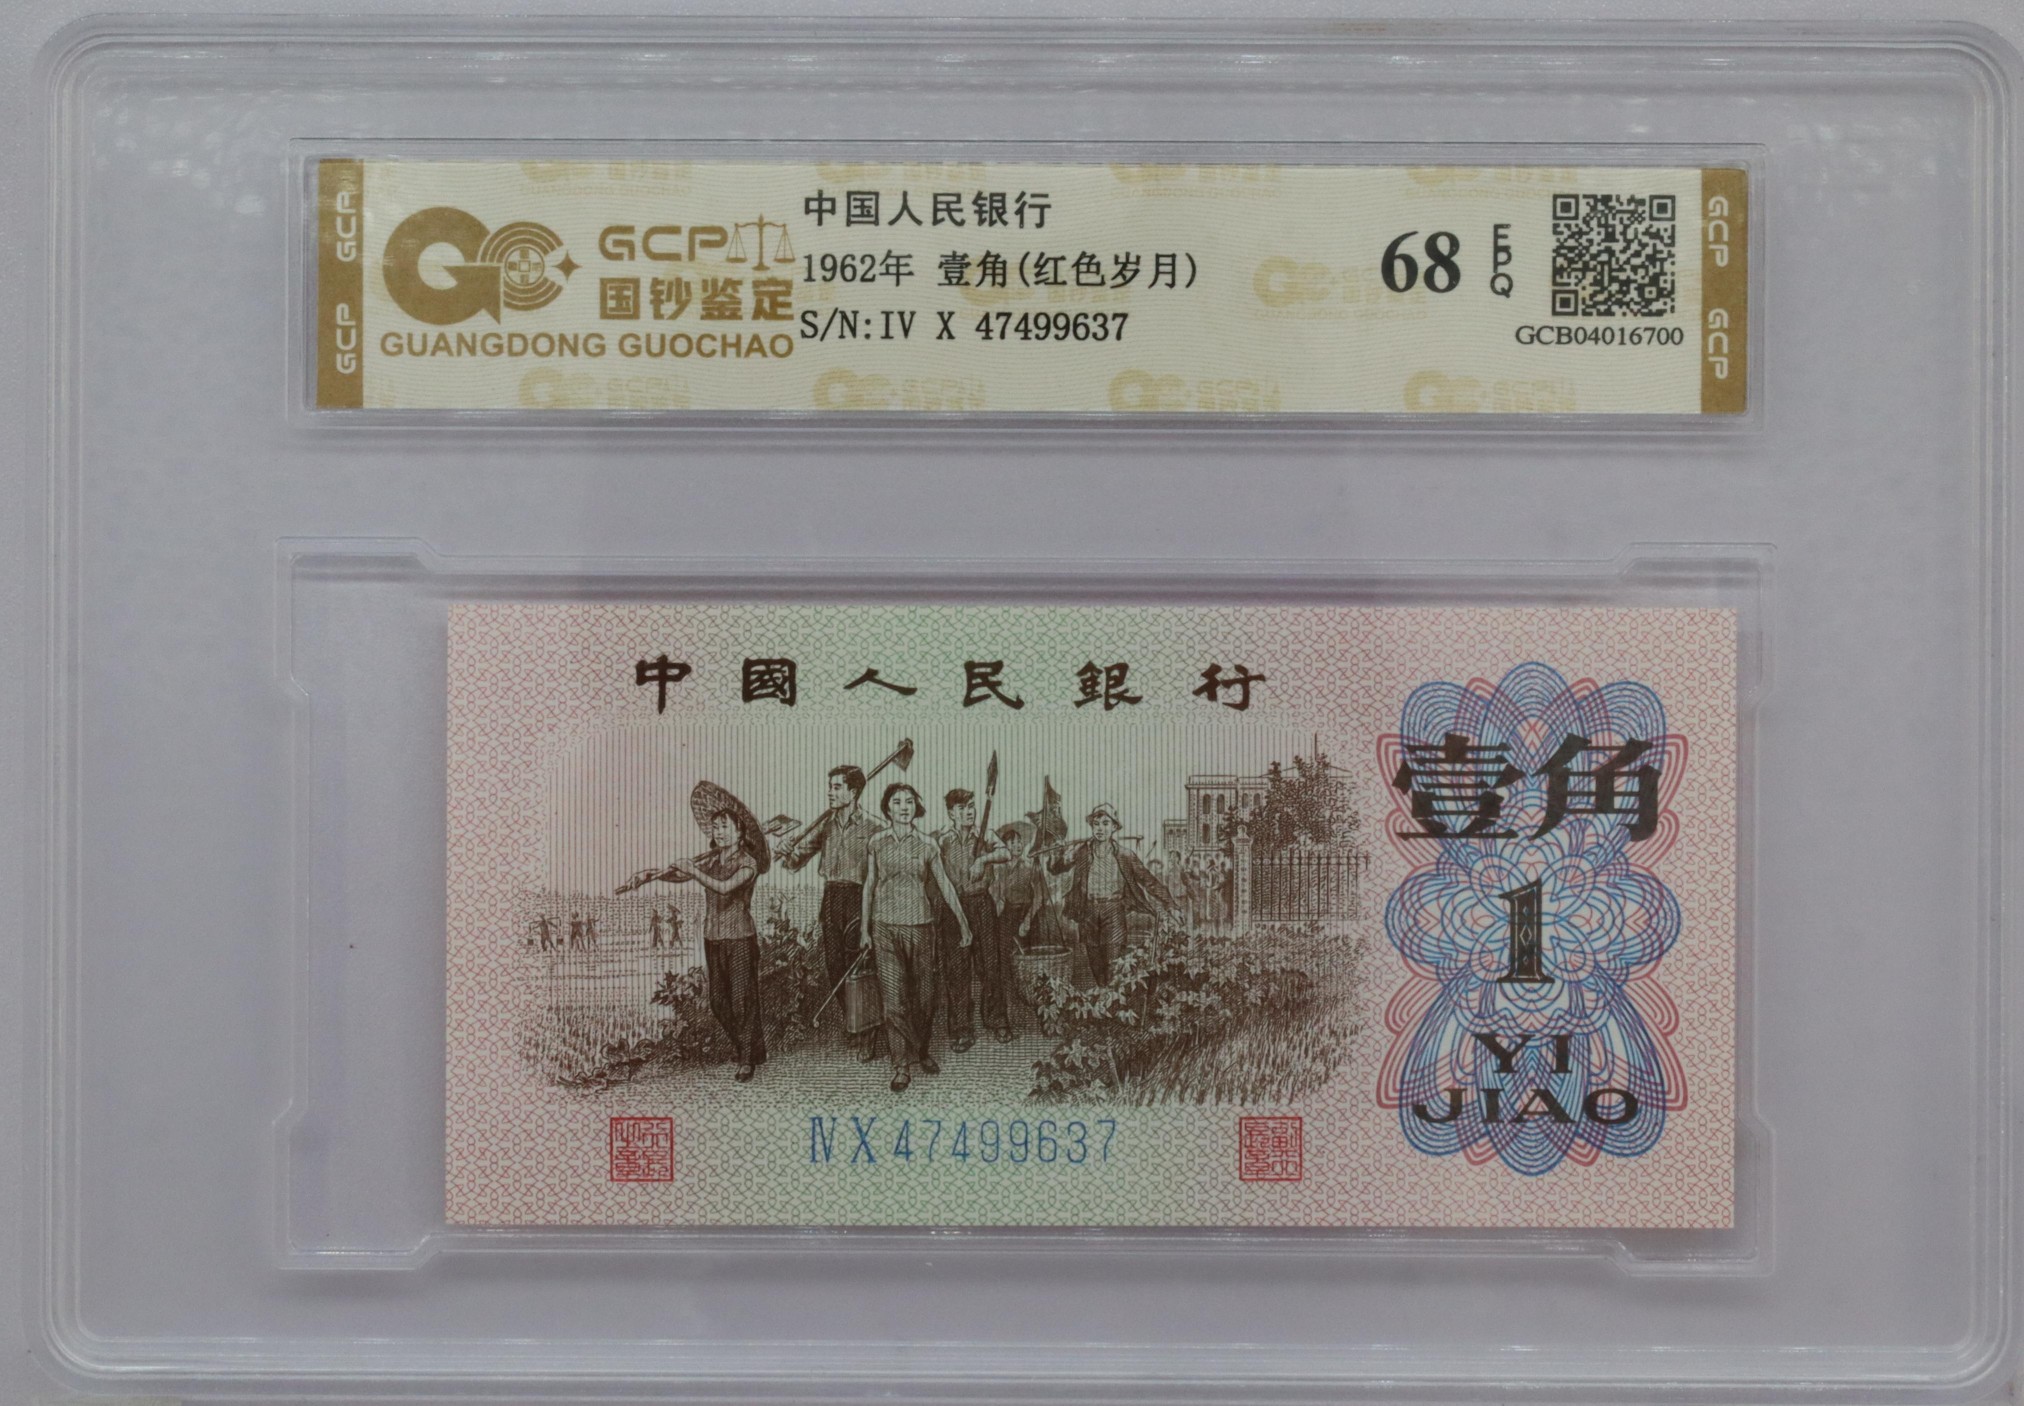 GCP
GCP
GCP
国钞鉴定
GUANGDONG GUOCHAO
中国人民银行
1962年 壹角(红色岁月)
S/N:IV X 47499637
68 EPQ
GCB04016700
GCP
GCP
中國人民銀行
壹角
1
YI
JIAO
ⅣⅩ47499637